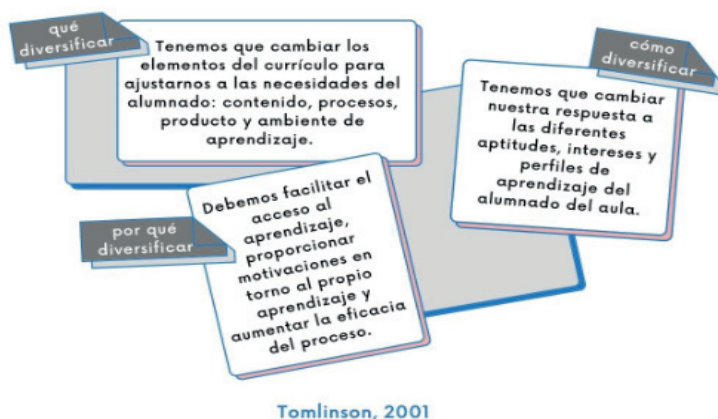 qué
diversificar
Tenemos que cambiar los
elementos del currículo para
ajustarnos a las necesidades del
alumnado: contenido, procesos,
producto y ambiente de
aprendizaje.
cómo
diversificar
Tenemos que cambiar
nuestra respuesta a
las diferentes
aptitudes, intereses y
perfiles de
aprendizaje del
alumnado del aula.
por qué
diversificar
Debemos facilitar el
acceso al
aprendizaje,
proporcionar
motivaciones en
torno al propio
aprendizaje y
aumentar la eficacia
del proceso.
Tomlinson, 2001